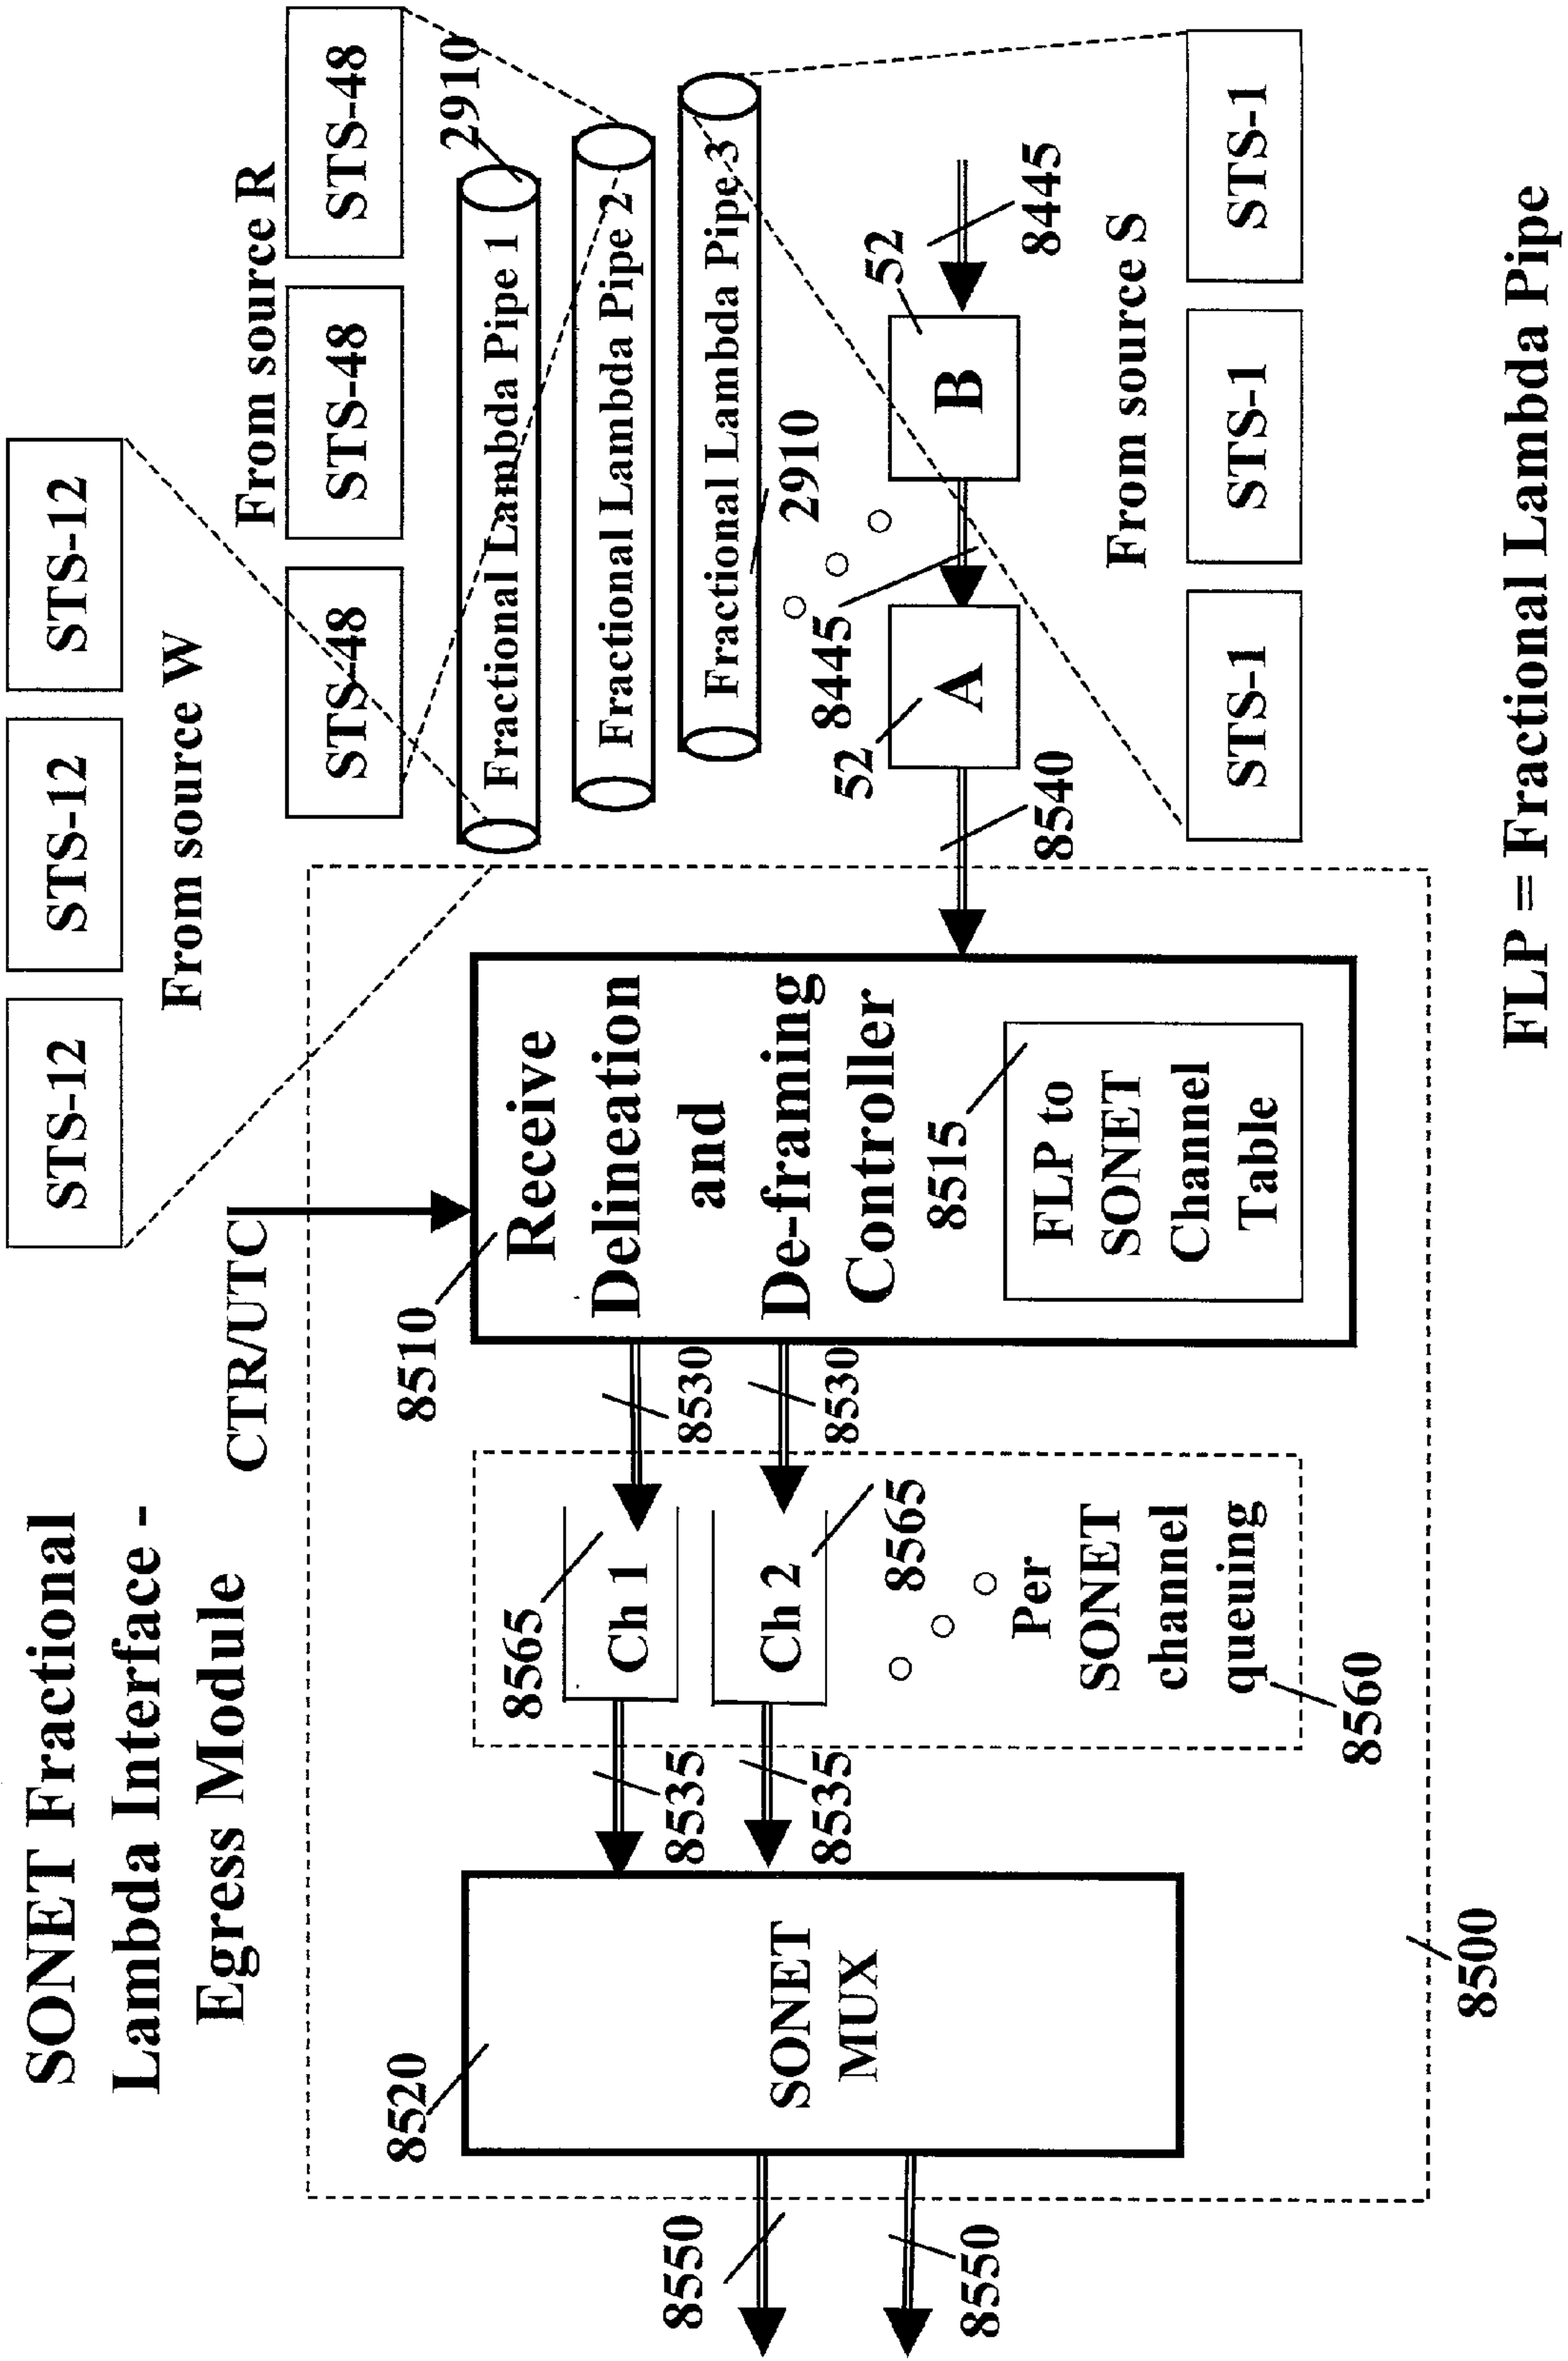 SONET Fractional
Lambda Interface -
Egress Module
STS-12
STS-12
STS-12
From source W
From source R
STS-48
STS-48
STS-48
CTR/UTC
2910
Fractional Lambda Pipe 1
Fractional Lambda Pipe 2
Fractional Lambda Pipe 3
2910
8520
SONET
MUX
8550
8550
8535
8535
8565
Ch 1
Ch 2
8565
Per
SONET
channel
queuing
8560
8530
8530
8510
Receive
Delineation
and
De-framing
Controller
8515
FLP to
SONET
Channel
Table
8540
52
A
8445
52
B
8445
From source S
STS-1
STS-1
STS-1
8500
FLP = Fractional Lambda Pipe